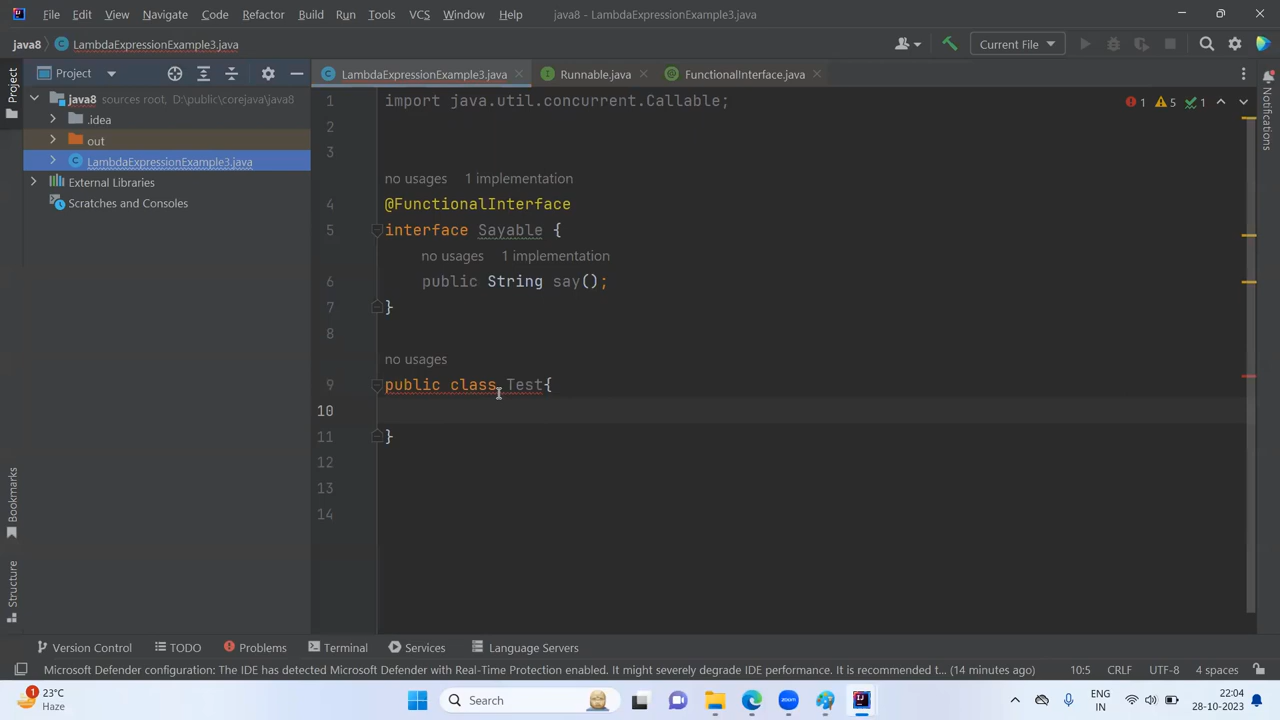 File Edit View Navigate Code Refactor Build Run Tools VCS Window Help java8 - LambdaExpressionExample3.java
java8 LambdaExpressionExample3.java Current File
Project
Project LambdaExpressionExample3.java Runnable.java FunctionalInterface.java
java8 sources root, D:\public\corejava\java8
.idea
out
LambdaExpressionExample3.java
External Libraries
Scratches and Consoles
1 import java.util.concurrent.Callable;
1 5 1
2
3
no usages 1 implementation
4 @FunctionalInterface
5 interface Sayable {
no usages 1 implementation
6 public String say();
7 }
8
no usages
9 public class Test{
10
11 }
12
13
14
Notifications
Bookmarks
Structure
Version Control TODO Problems Terminal Services Language Servers
Microsoft Defender configuration: The IDE has detected Microsoft Defender with Real-Time Protection enabled. It might severely degrade IDE performance. It is recommended t... (14 minutes ago) 10:5 CRLF UTF-8 4 spaces
1 23°C
Haze
Search
zoom
ENG
IN
22:04
28-10-2023